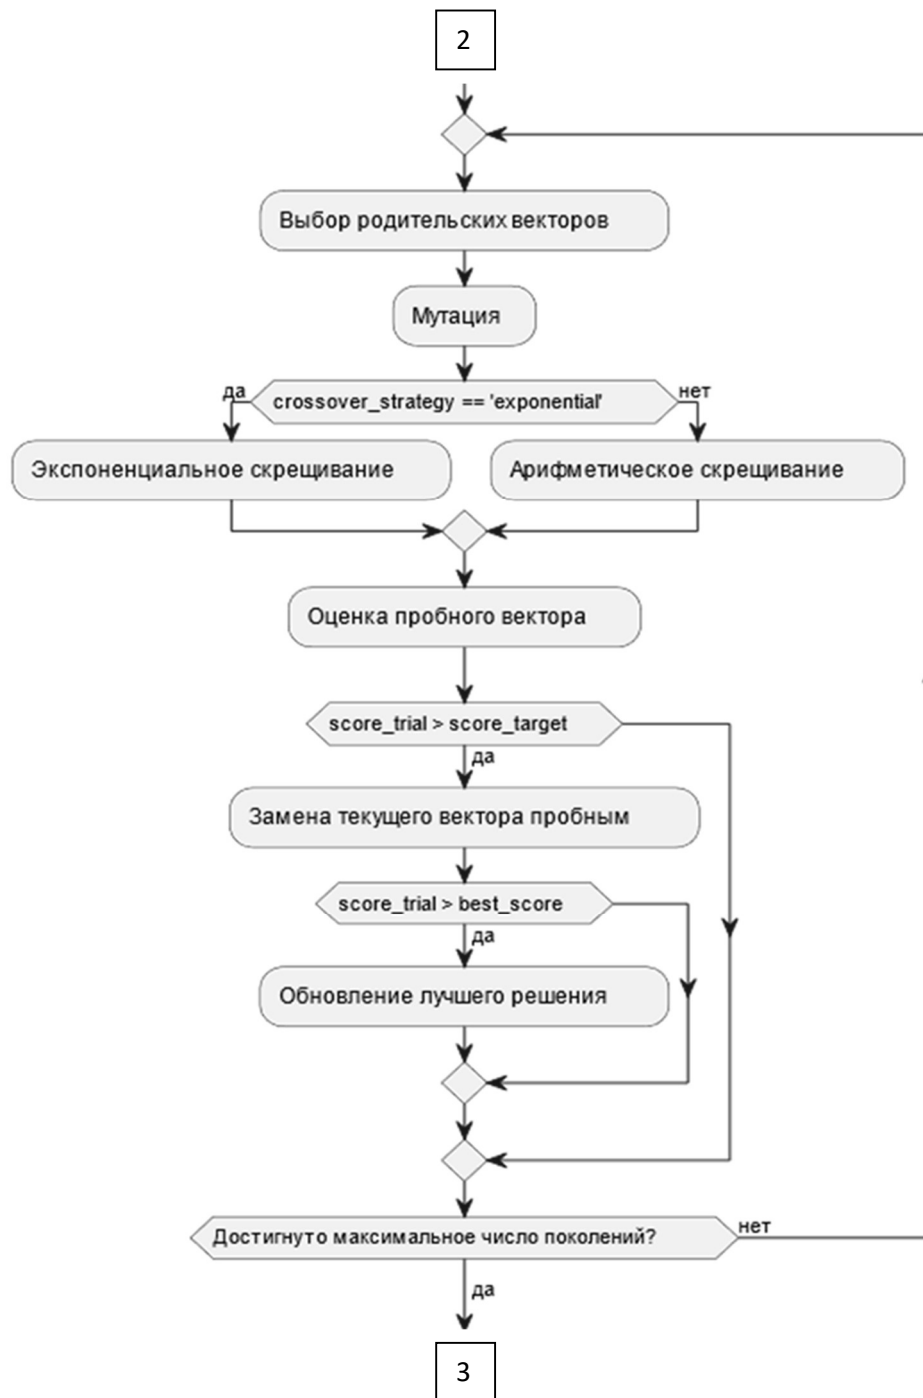 2
Выбор родительских векторов
Мутация
да
crossover_strategy == 'exponential'
нет
Экспоненциальное скрещивание
Арифметическое скрещивание
Оценка пробного вектора
score_trial > score_target
да
Замена текущего вектора пробным
score_trial > best_score
да
Обновление лучшего решения
Достигнуто максимальное число поколений?
нет
да
3